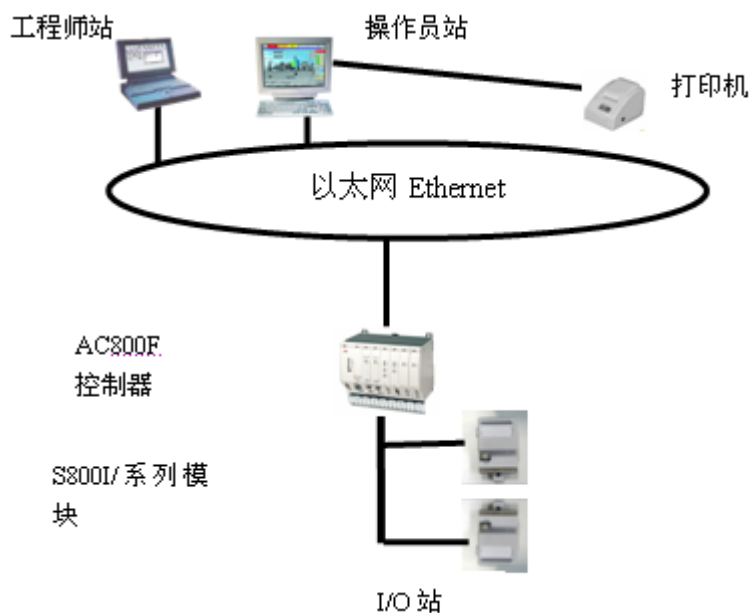 工程师站
操作员站
打印机
以太网 Ethernet
AC800F
控制器
S800I/系列模
块
I/O 站